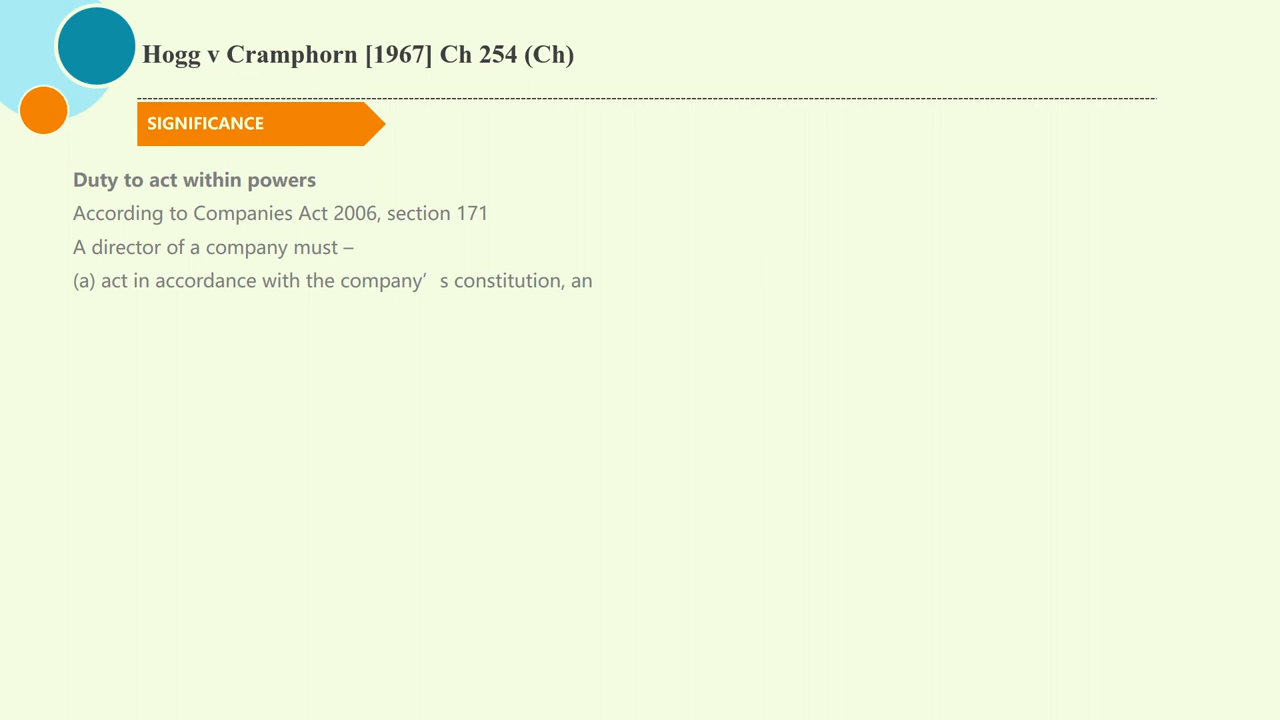 Hogg v Cramphorn [1967] Ch 254 (Ch)
SIGNIFICANCE
Duty to act within powers
According to Companies Act 2006, section 171
A director of a company must –
(a) act in accordance with the company’s constitution, an